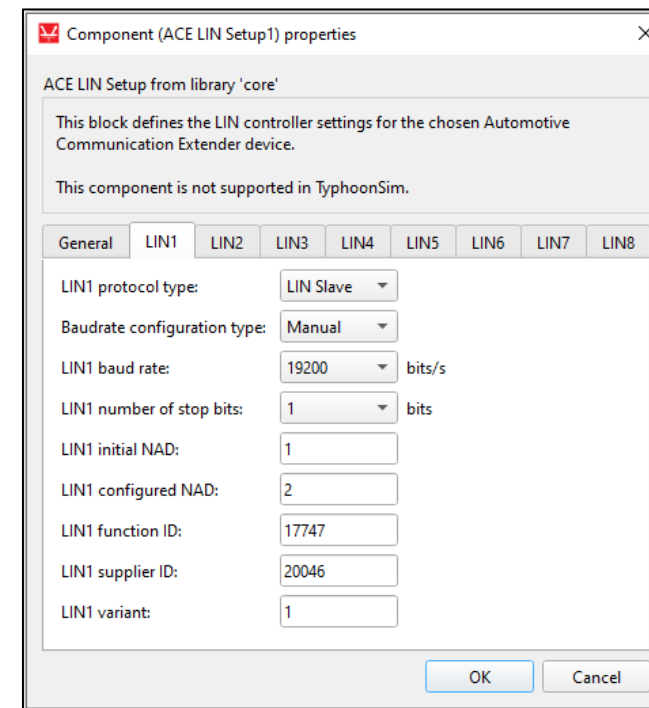 Component (ACE LIN Setup1) properties
ACE LIN Setup from library 'core'
This block defines the LIN controller settings for the chosen Automotive
Communication Extender device.
This component is not supported in TyphoonSim.
General LIN1 LIN2 LIN3 LIN4 LIN5 LIN6 LIN7 LIN8
LIN1 protocol type: LIN Slave
Baudrate configuration type: Manual
LIN1 baud rate: 19200 bits/s
LIN1 number of stop bits: 1 bits
LIN1 initial NAD: 1
LIN1 configured NAD: 2
LIN1 function ID: 17747
LIN1 supplier ID: 20046
LIN1 variant: 1
OK Cancel